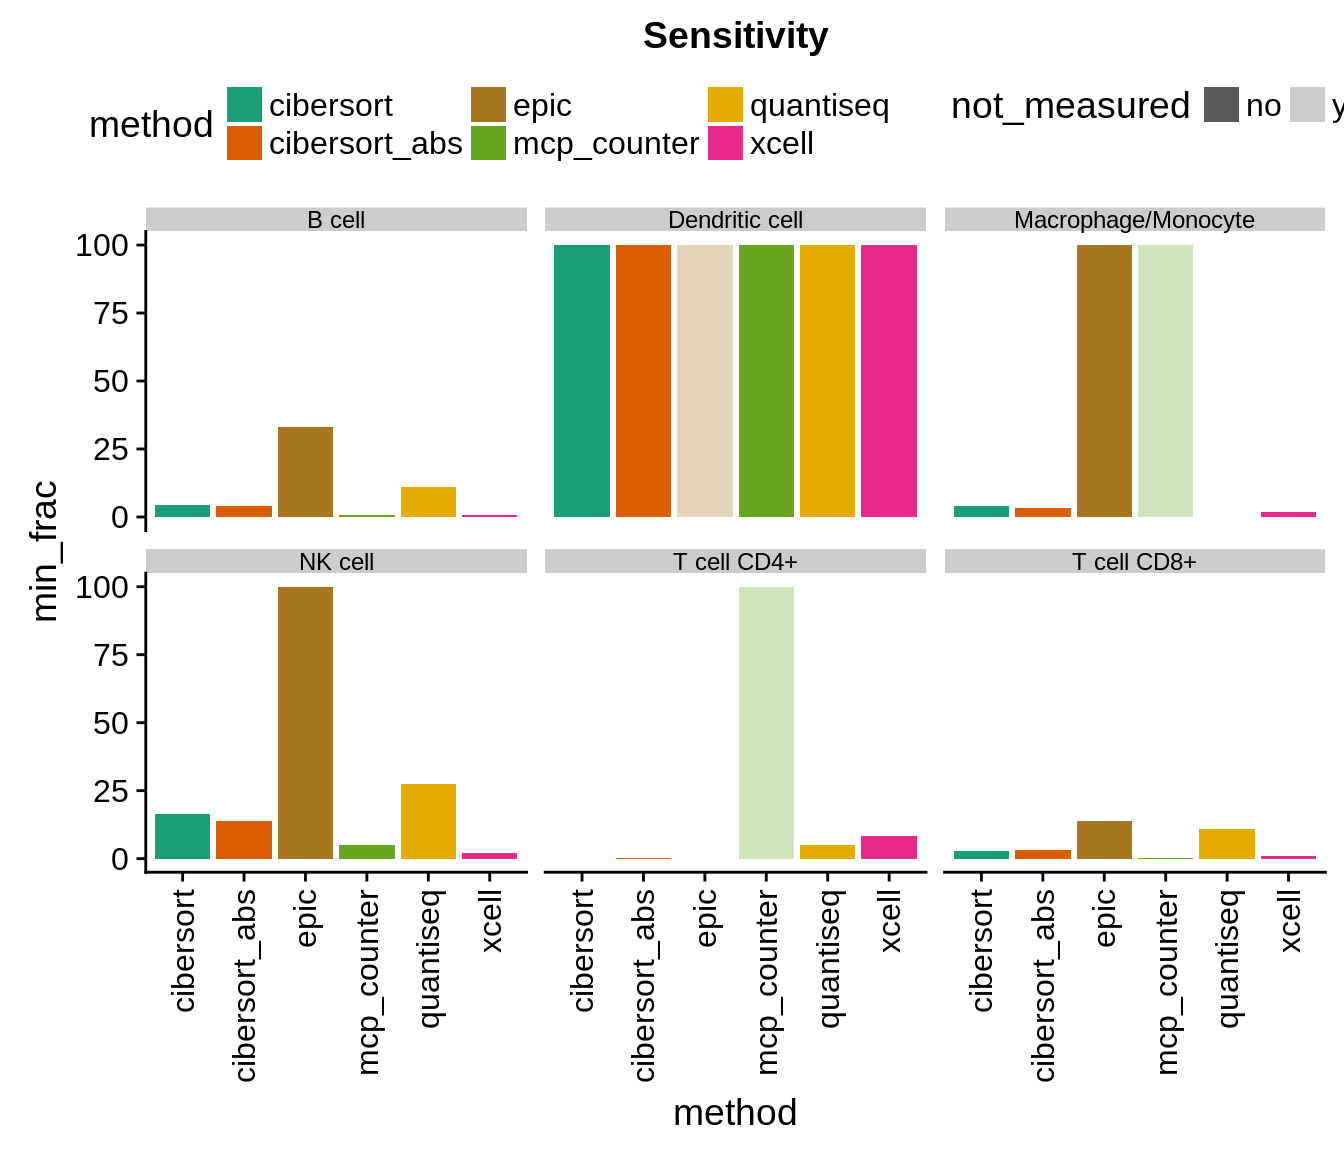 Sensitivity
method
cibersort
epic
quantiseq
cibersort_abs
mcp_counter
xcell
not_measured
no
y
B cell
Dendritic cell
Macrophage/Monocyte
100
75
50
25
0
min_frac
NK cell
T cell CD4+
T cell CD8+
100
75
50
25
0
cibersort
cibersort_abs
epic
mcp_counter
quantiseq
xcell
cibersort
cibersort_abs
epic
mcp_counter
quantiseq
xcell
cibersort
cibersort_abs
epic
mcp_counter
quantiseq
xcell
method